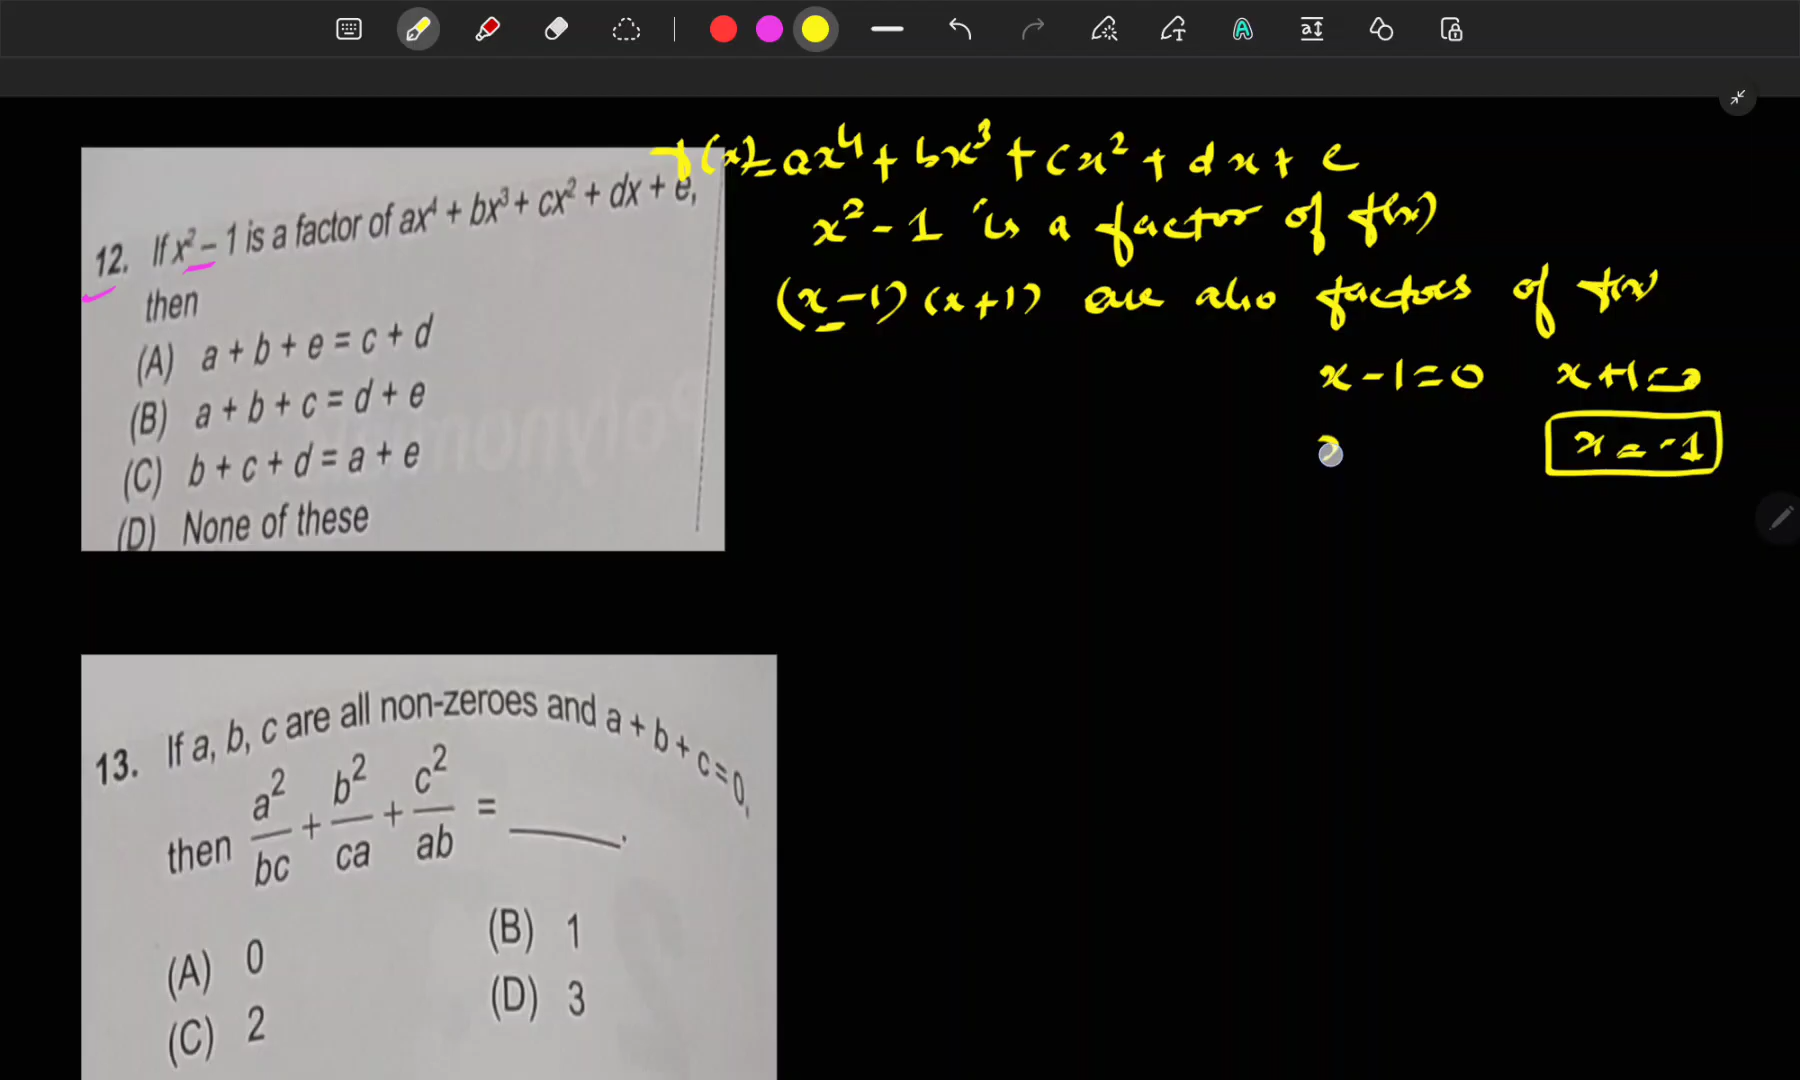 12. If x² – 1 is a factor of ax⁴ + bx³ + cx² + dx + e,
then
(A) a + b + e = c + d
(B) a + b + c = d + e
(C) b + c + d = a + e
(D) None of these
f(x) = ax⁴ + bx³ + cx² + dx + e
x² - 1 is a factor of f(x)
(x - 1) (x + 1) are also factors of f(x)
x - 1 = 0 x + 1 = 0
x = -1
13. If a, b, c are all non-zeroes and a + b + c = 0,
then a²/bc + b²/ca + c²/ab = ____.
(A) 0 (B) 1
(C) 2 (D) 3